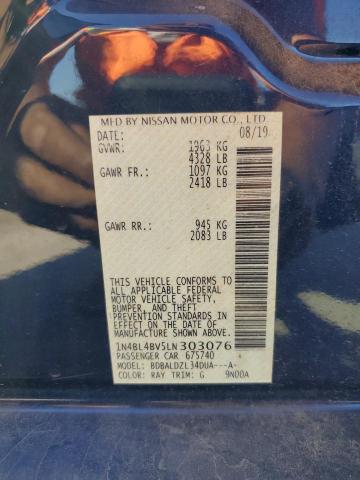 MFD BY NISSAN MOTOR CO., LTD
DATE: 08/19
GVWR: 1963 KG
4328 LB
GAWR FR.: 1097 KG
2418 LB
GAWR RR.: 945 KG
2083 LB
THIS VEHICLE CONFORMS TO
ALL APPLICABLE FEDERAL
MOTOR VEHICLE SAFETY,
BUMPER, AND THEFT
PREVENTION STANDARDS IN
EFFECT ON THE DATE OF
MANUFACTURE SHOWN ABOVE.
1N4BL4BV5LN303076
PASSENGER CAR 675740
MODEL: BDBALDZL34DUA---A-
COLOR: RAY TRIM: G 9N00A